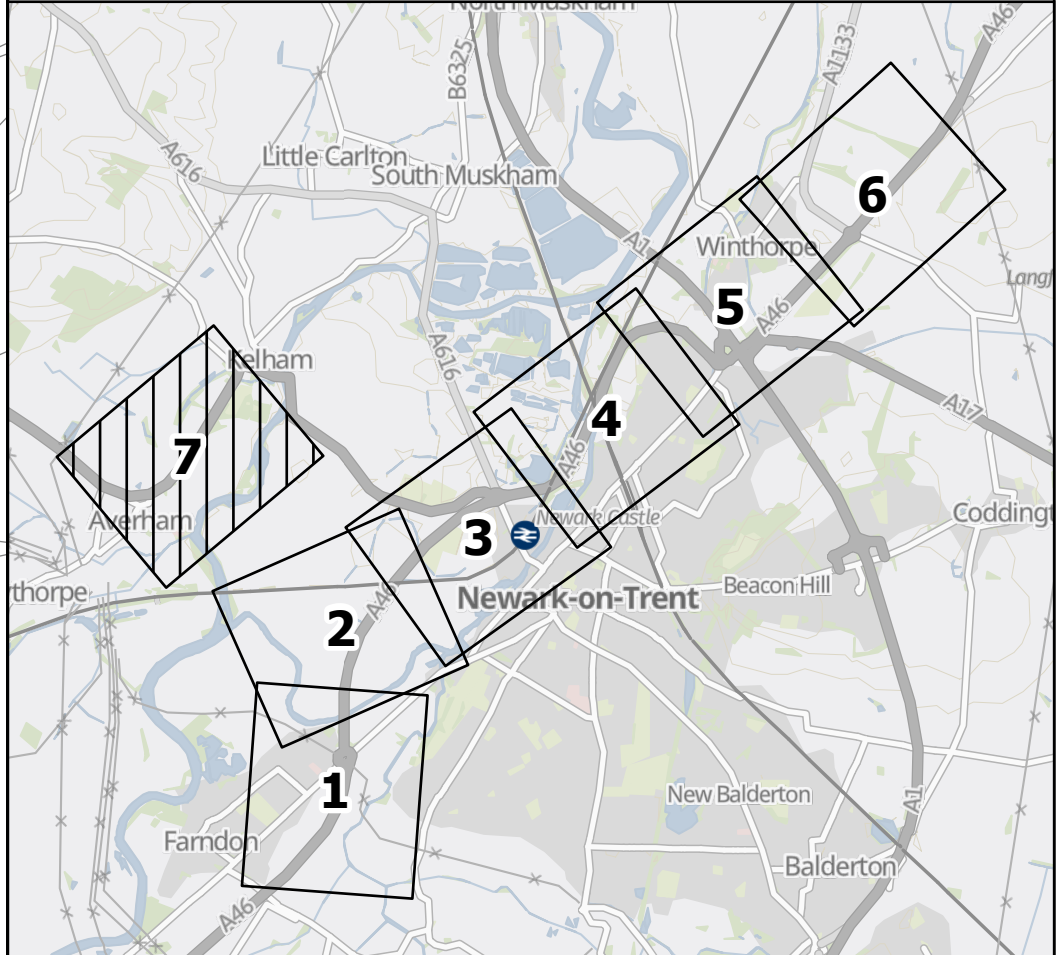 North Muskham
A46
A1133
B6325
A616
Little Carlton
South Muskham
6
A1
Winthorpe
Langf
5
A46
Kelham
A616
4
A17
7
A46
Averham
Newark Castle
Coddingt
3
ythorpe
A46
Newark-on-Trent
Beacon Hill
2
1
New Balderton
A1
Farndon
Balderton
A46